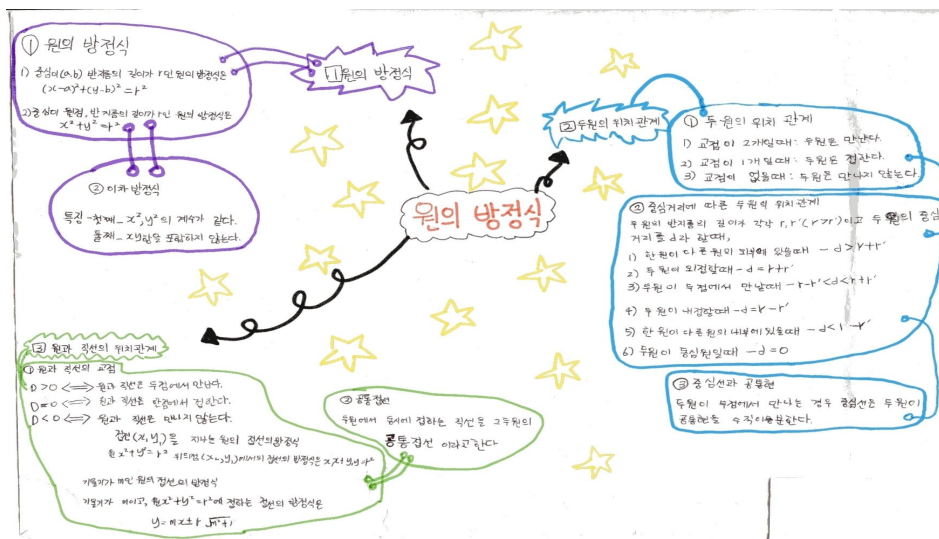 원의 방정식
1 원의 방정식
① 원의 방정식
1) 중심이 (a,b) 반지름의 길이가 r인 원의 방정식은
(x-a)²+(y-b)²=r²
2) 중심이 원점, 반지름의 길이가 r인 원의 방정식은
x²+y²=r²
② 이차 방정식
특징 - 첫째_ x²,y²의 계수가 같다.
둘째_ xy항을 포함하지 않는다.
2 두원의 위치관계
① 두 원의 위치 관계
1) 교점이 2개일때: 두원은 만난다.
2) 교점이 1개일때: 두원은 접한다.
3) 교점이 없을때: 두원은 만나지 않는다.
② 중심거리에 따른 두원의 위치관계
두원의 반지름의 길이가 각각 r, r'(r>r')이고 두 원의 중심
거리를 d라 할때,
1) 한 원이 다른원의 외부에 있을때 - d>r+r'
2) 두 원이 외접할때 - d=r+r'
3) 두원이 두점에서 만날때 - r-r'<d<r+r'
4) 두 원이 내접할때 - d=r-r'
5) 한 원이 다른원의 내부에 있을때 - d<r-r'
6) 두원이 동심원일때 - d=0
③ 중심선과 공통현
두원이 두점에서 만나는 경우 중심선은 두원의
공통현을 수직이등분한다.
3 원과 직선의 위치관계
① 원과 직선의 교점
D>0 ⟺ 원과 직선은 두점에서 만난다.
D=0 ⟺ 원과 직선은 한점에서 접한다.
D<0 ⟺ 원과 직선은 만나지 않는다.
접점(x₁,y₁)을 지나는 원의 접선의 방정식
원 x²+y²=r² 위의점 (x₁,y₁)에서의 접선의 방정식은 x₁x+y₁y=r²
기울기가 m인 원의 접선의 방정식
기울기가 m이고, 원x²+y²=r²에 접하는 접선의 방정식은
y=mx±r√m²+1
② 공통접선
두원에서 동시에 접하는 직선을 그두원의
공통접선 이라고한다